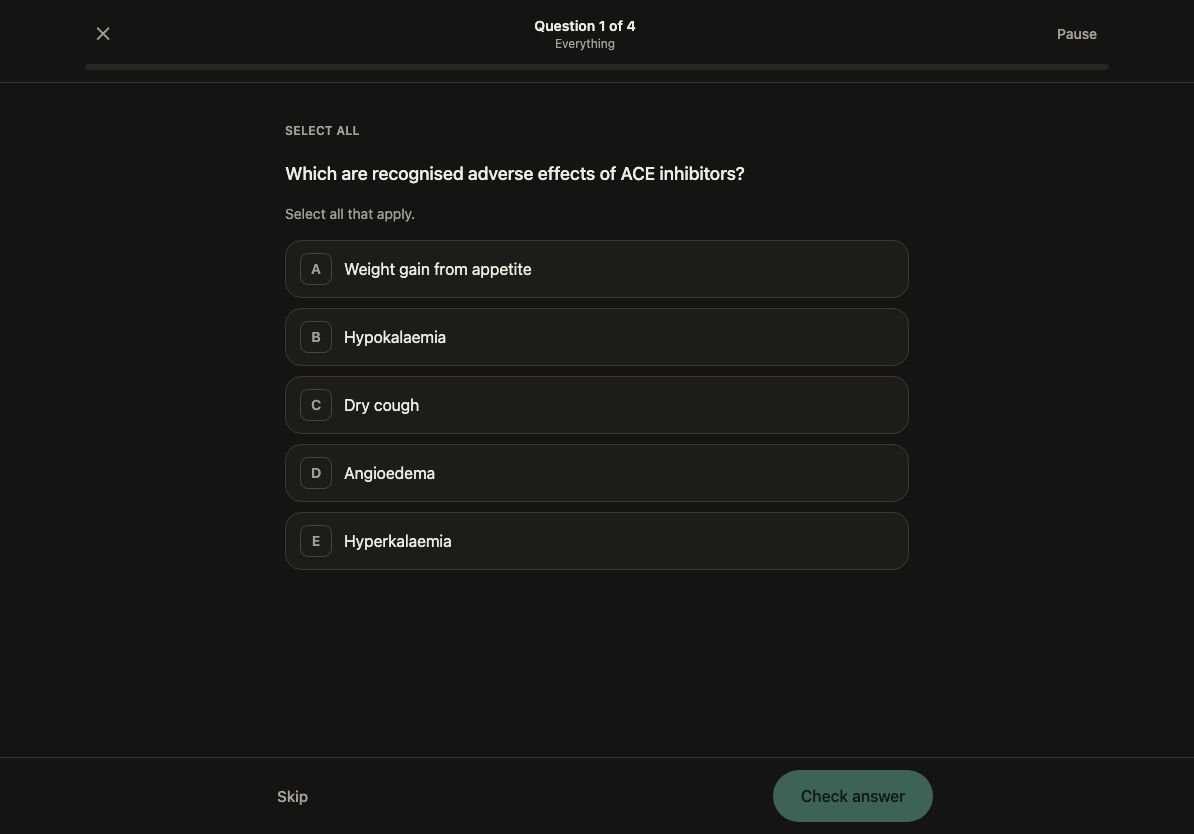 Question 1 of 4
Everything
Pause
SELECT ALL
Which are recognised adverse effects of ACE inhibitors?
Select all that apply.
A Weight gain from appetite
B Hypokalaemia
C Dry cough
D Angioedema
E Hyperkalaemia
Skip
Check answer